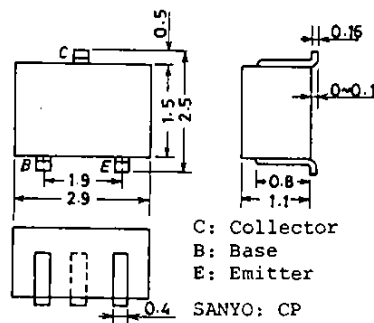 C
0.5
0.16
1.5
2.5
0~0.1
B
E
1.9
2.9
0.8
1.1
C: Collector
B: Base
E: Emitter
0.4
SANYO: CP